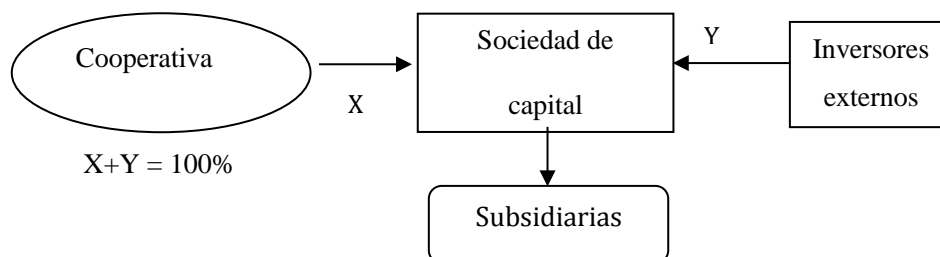 Cooperativa
X
X+Y = 100%
Sociedad de
capital
Y
Inversores
externos
Subsidiarias